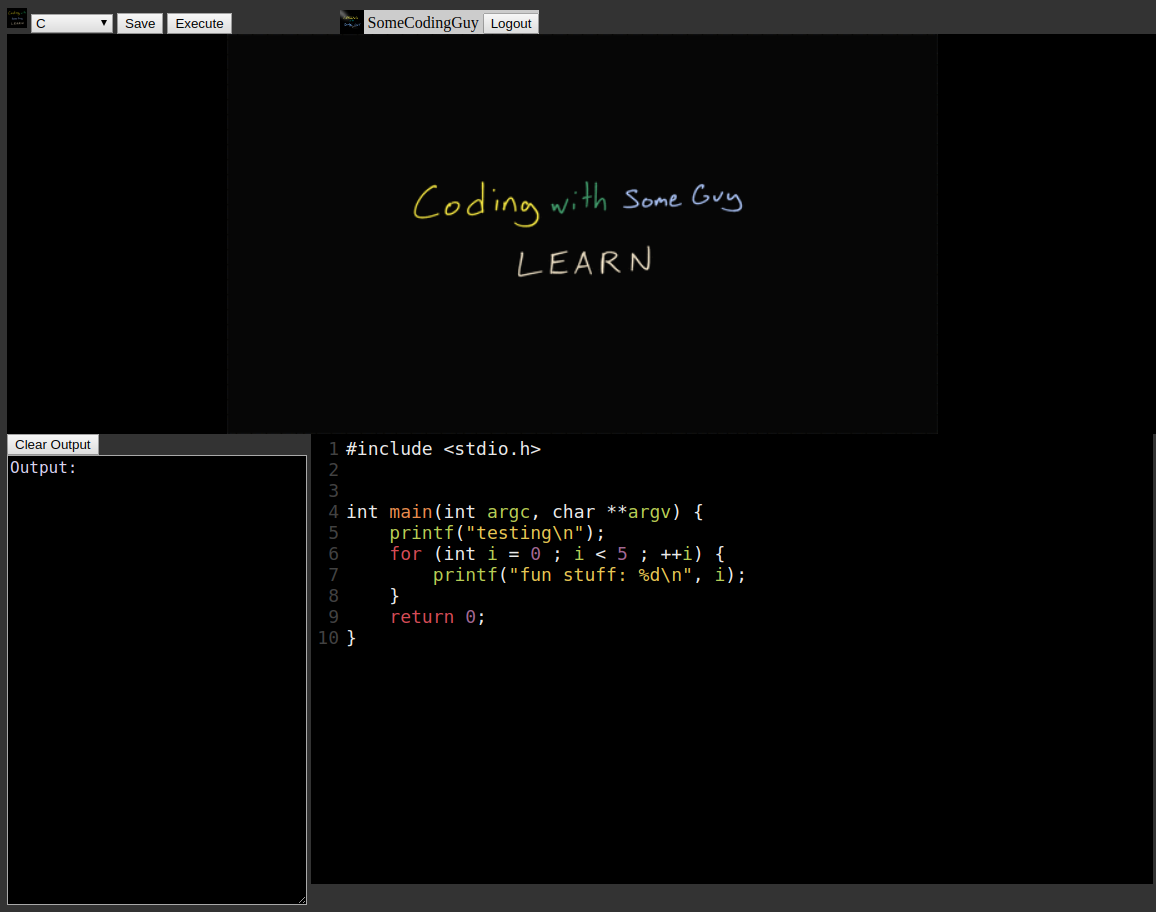 C Save Execute SomeCodingGuy Logout
Coding with Some Guy
LEARN
Clear Output
Output:
1 #include <stdio.h>
2
3
4 int main(int argc, char **argv) {
5     printf("testing\n");
6     for (int i = 0 ; i < 5 ; ++i) {
7         printf("fun stuff: %d\n", i);
8     }
9     return 0;
10 }